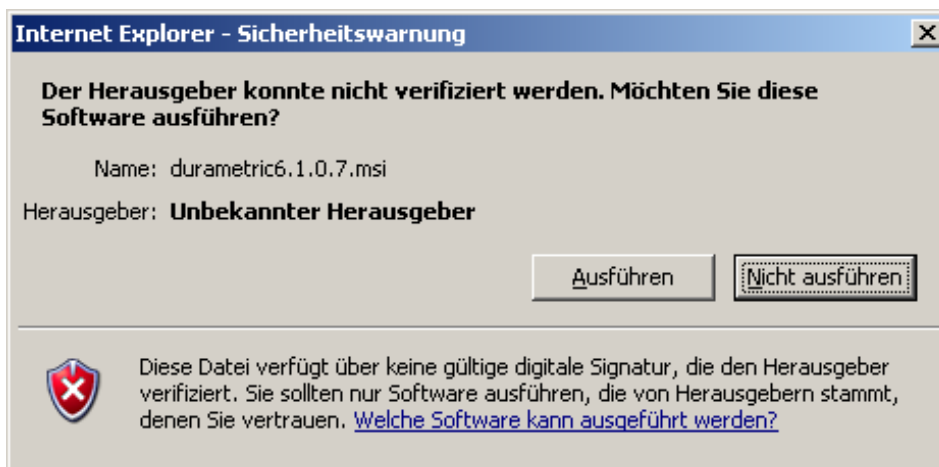 Internet Explorer - Sicherheitswarnung
Der Herausgeber konnte nicht verifiziert werden. Möchten Sie diese
Software ausführen?
Name: durametric6.1.0.7.msi
Herausgeber: Unbekannter Herausgeber
Ausführen Nicht ausführen
Diese Datei verfügt über keine gültige digitale Signatur, die den Herausgeber
verifiziert. Sie sollten nur Software ausführen, die von Herausgebern stammt,
denen Sie vertrauen. Welche Software kann ausgeführt werden?